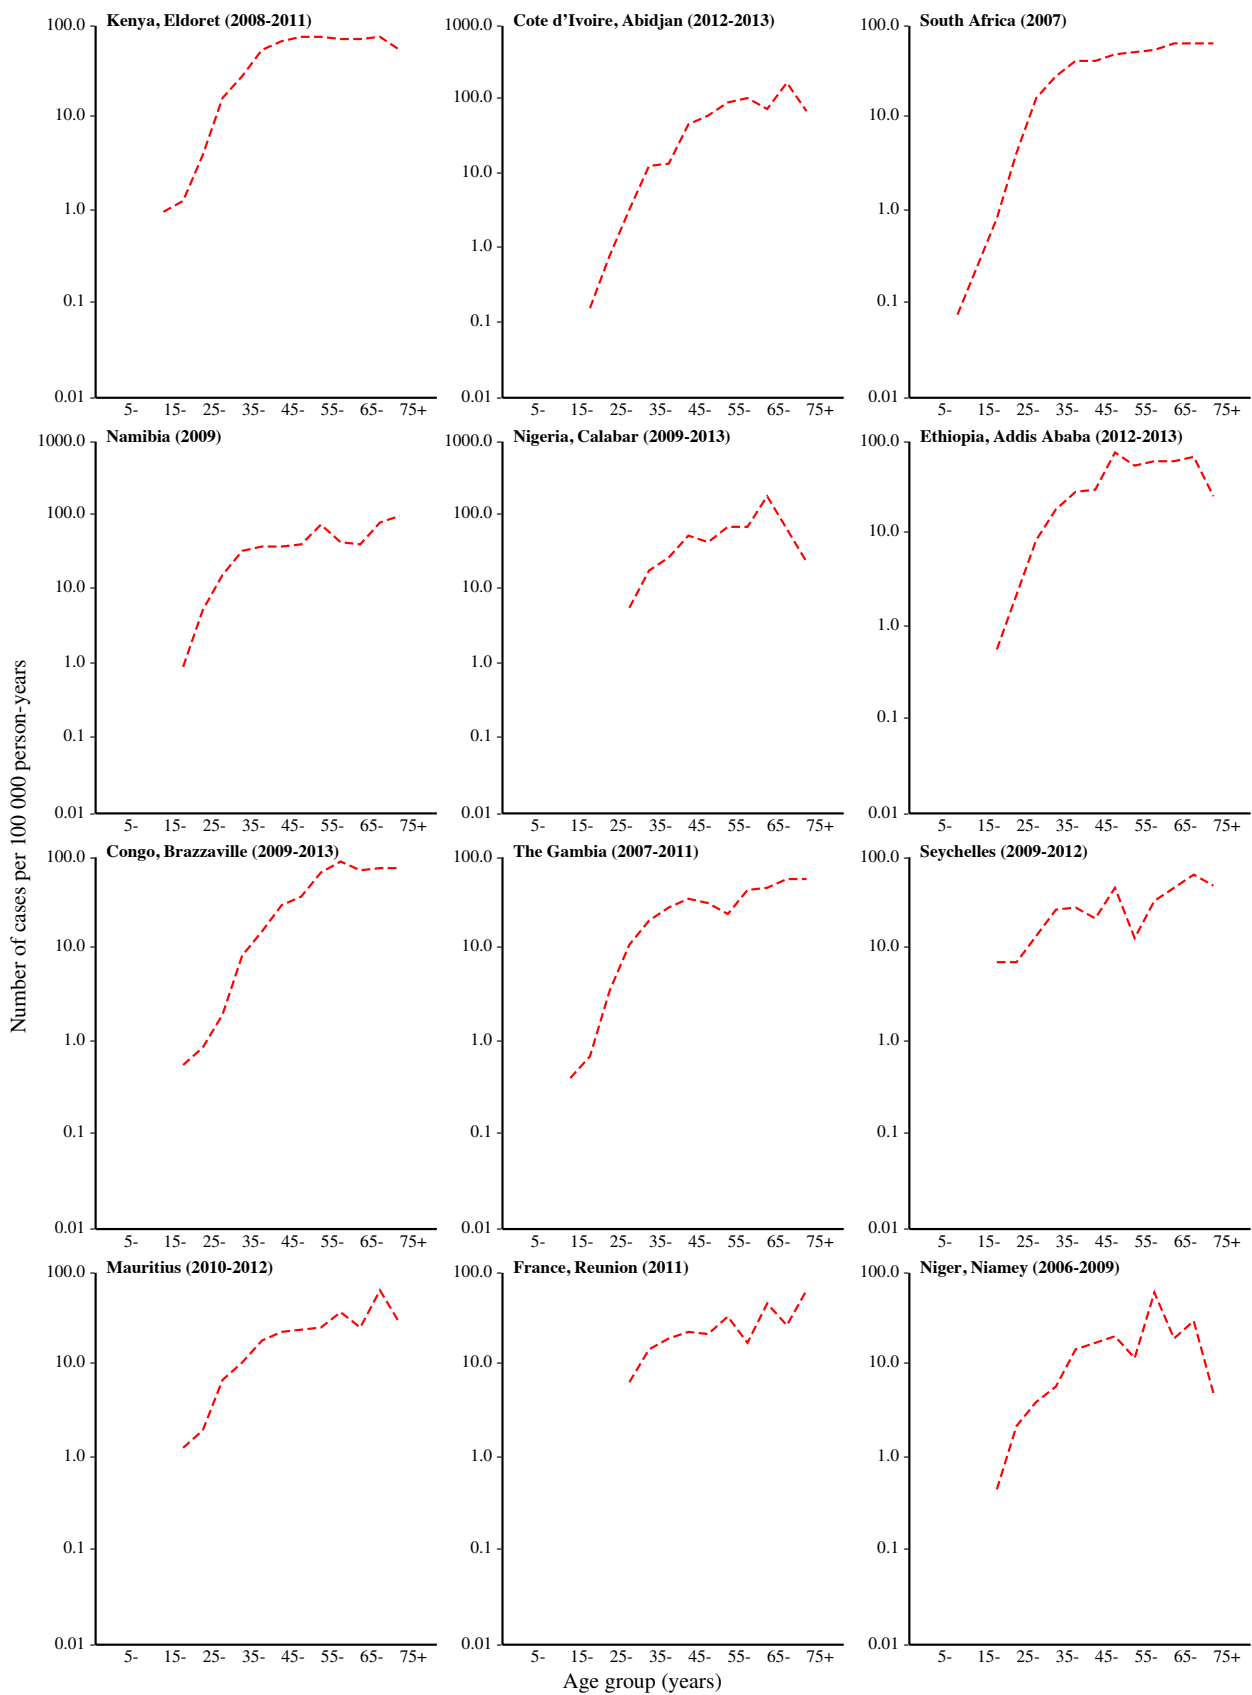 Kenya, Eldoret (2008-2011)
100.0
10.0
1.0
0.1
0.01
5- 15- 25- 35- 45- 55- 65- 75+
Cote d'Ivoire, Abidjan (2012-2013)
1000.0
100.0
10.0
1.0
0.1
0.01
5- 15- 25- 35- 45- 55- 65- 75+
South Africa (2007)
100.0
10.0
1.0
0.1
0.01
5- 15- 25- 35- 45- 55- 65- 75+
Number of cases per 100 000 person-years
Namibia (2009)
1000.0
100.0
10.0
1.0
0.1
0.01
5- 15- 25- 35- 45- 55- 65- 75+
Nigeria, Calabar (2009-2013)
1000.0
100.0
10.0
1.0
0.1
0.01
5- 15- 25- 35- 45- 55- 65- 75+
Ethiopia, Addis Ababa (2012-2013)
100.0
10.0
1.0
0.1
0.01
5- 15- 25- 35- 45- 55- 65- 75+
Congo, Brazzaville (2009-2013)
100.0
10.0
1.0
0.1
0.01
5- 15- 25- 35- 45- 55- 65- 75+
The Gambia (2007-2011)
100.0
10.0
1.0
0.1
0.01
5- 15- 25- 35- 45- 55- 65- 75+
Seychelles (2009-2012)
100.0
10.0
1.0
0.1
0.01
5- 15- 25- 35- 45- 55- 65- 75+
Mauritius (2010-2012)
100.0
10.0
1.0
0.1
0.01
5- 15- 25- 35- 45- 55- 65- 75+
France, Reunion (2011)
100.0
10.0
1.0
0.1
0.01
5- 15- 25- 35- 45- 55- 65- 75+
Niger, Niamey (2006-2009)
100.0
10.0
1.0
0.1
0.01
5- 15- 25- 35- 45- 55- 65- 75+
Age group (years)